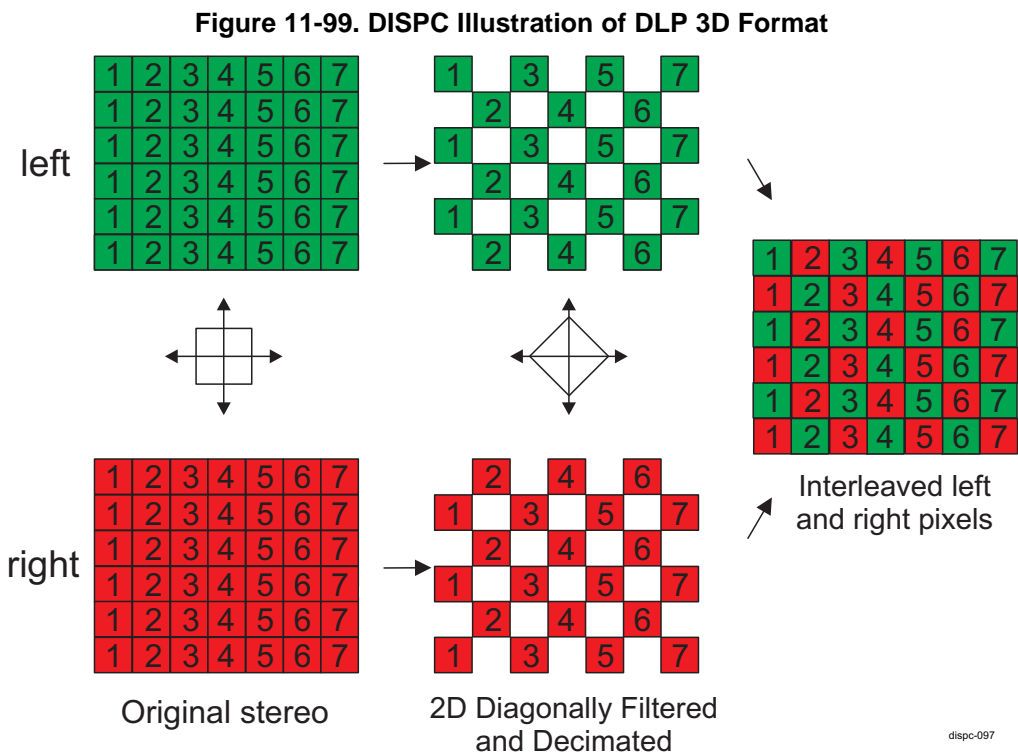 Figure 11-99. DISPC Illustration of DLP 3D Format
left
1 2 3 4 5 6 7
1 2 3 4 5 6 7
1 2 3 4 5 6 7
1 2 3 4 5 6 7
1 2 3 4 5 6 7
1 2 3 4 5 6 7
1 3 5 7
2 4 6
1 3 5 7
2 4 6
1 3 5 7
2 4 6
1 2 3 4 5 6 7
1 2 3 4 5 6 7
1 2 3 4 5 6 7
1 2 3 4 5 6 7
1 2 3 4 5 6 7
1 2 3 4 5 6 7
Interleaved left
and right pixels
right
1 2 3 4 5 6 7
1 2 3 4 5 6 7
1 2 3 4 5 6 7
1 2 3 4 5 6 7
1 2 3 4 5 6 7
1 2 3 4 5 6 7
2 4 6
1 3 5 7
2 4 6
1 3 5 7
2 4 6
1 3 5 7
Original stereo
2D Diagonally Filtered
and Decimated
dispc-097